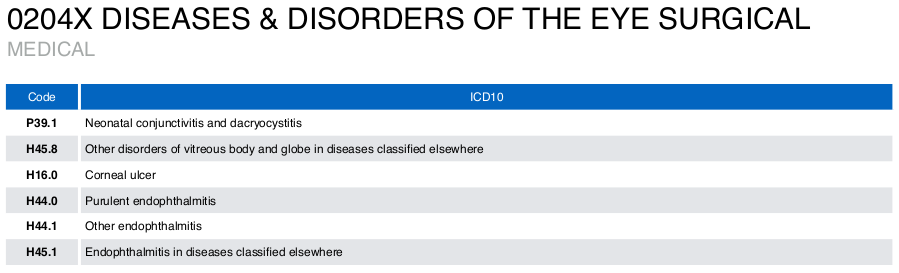 0204X DISEASES & DISORDERS OF THE EYE SURGICAL
MEDICAL
Code ICD10
P39.1 Neonatal conjunctivitis and dacryocystitis
H45.8 Other disorders of vitreous body and globe in diseases classified elsewhere
H16.0 Corneal ulcer
H44.0 Purulent endophthalmitis
H44.1 Other endophthalmitis
H45.1 Endophthalmitis in diseases classified elsewhere